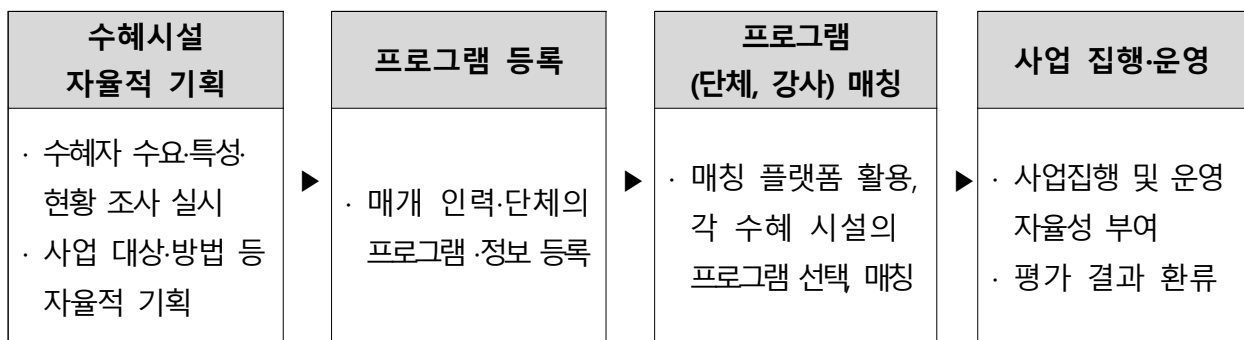 수혜시설
자율적 기획
· 수혜자 수요·특성·
현황 조사 실시
· 사업 대상·방법 등
자율적 기획
▶
프로그램 등록
· 매개 인력·단체의
프로그램 ·정보 등록
▶
프로그램
(단체, 강사) 매칭
· 매칭 플랫폼 활용,
각 수혜 시설의
프로그램 선택, 매칭
▶
사업 집행·운영
· 사업집행 및 운영
자율성 부여
· 평가 결과 환류